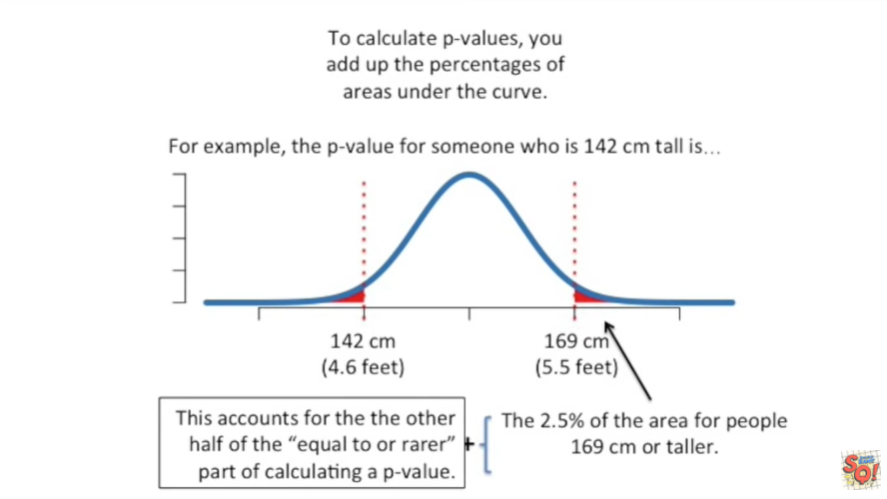 To calculate p-values, you
add up the percentages of
areas under the curve.
For example, the p-value for someone who is 142 cm tall is...
142 cm
(4.6 feet)
169 cm
(5.5 feet)
This accounts for the the other
half of the “equal to or rarer”
part of calculating a p-value.
+
The 2.5% of the area for people
169 cm or taller.
SQ!